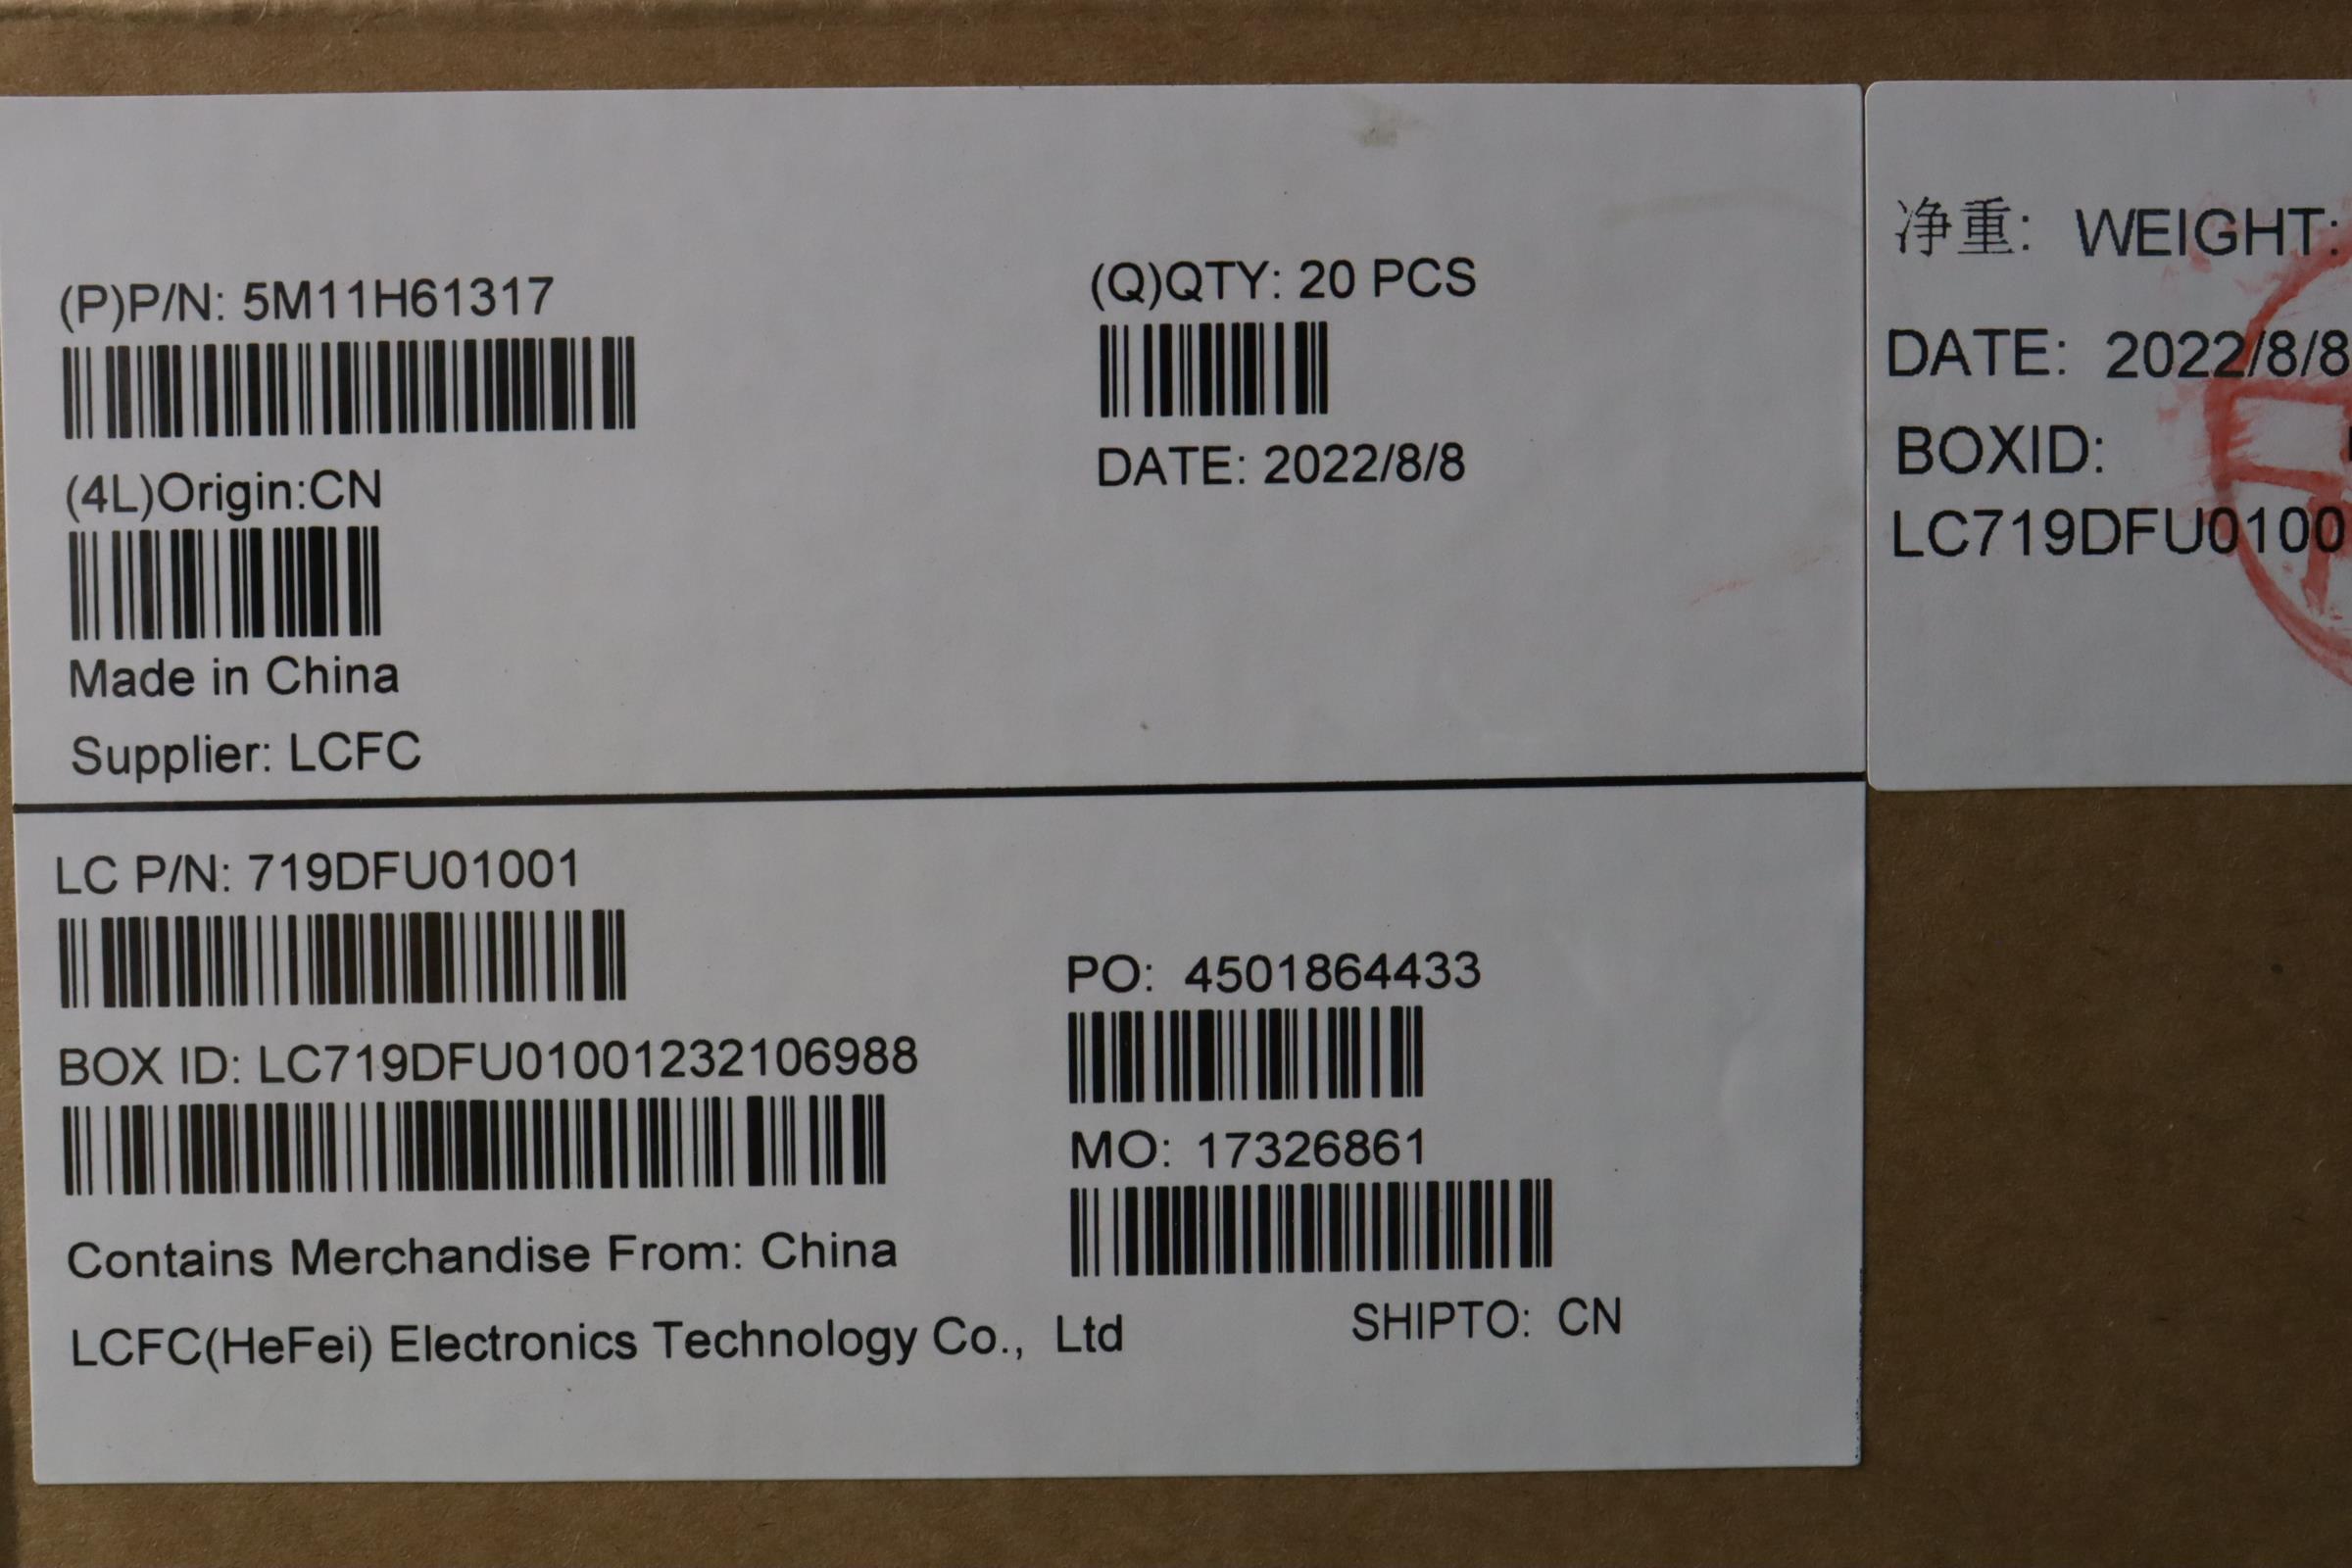 (P)P/N: 5M11H61317
(Q)QTY: 20 PCS
DATE: 2022/8/8
(4L)Origin:CN
Made in China
Supplier: LCFC
LC P/N: 719DFU01001
PO: 4501864433
BOX ID: LC719DFU01001232106988
MO: 17326861
Contains Merchandise From: China
LCFC(HeFei) Electronics Technology Co., Ltd
SHIPTO: CN
净重: WEIGHT:
DATE: 2022/8/8
BOXID:
LC719DFU0100